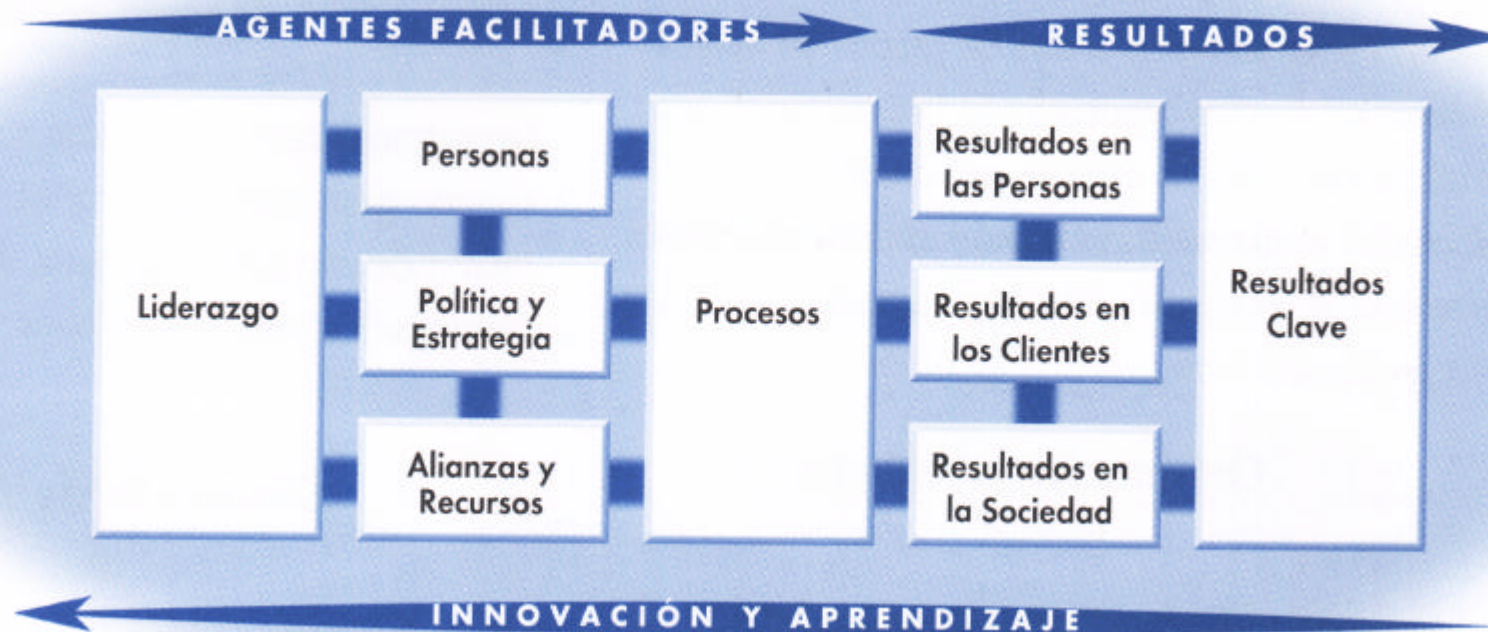 AGENTES FACILITADORES
RESULTADOS
Liderazgo
Personas
Política y
Estrategia
Alianzas y
Recursos
Procesos
Resultados en
las Personas
Resultados en
los Clientes
Resultados en
la Sociedad
Resultados
Clave
INNOVACIÓN Y APRENDIZAJE